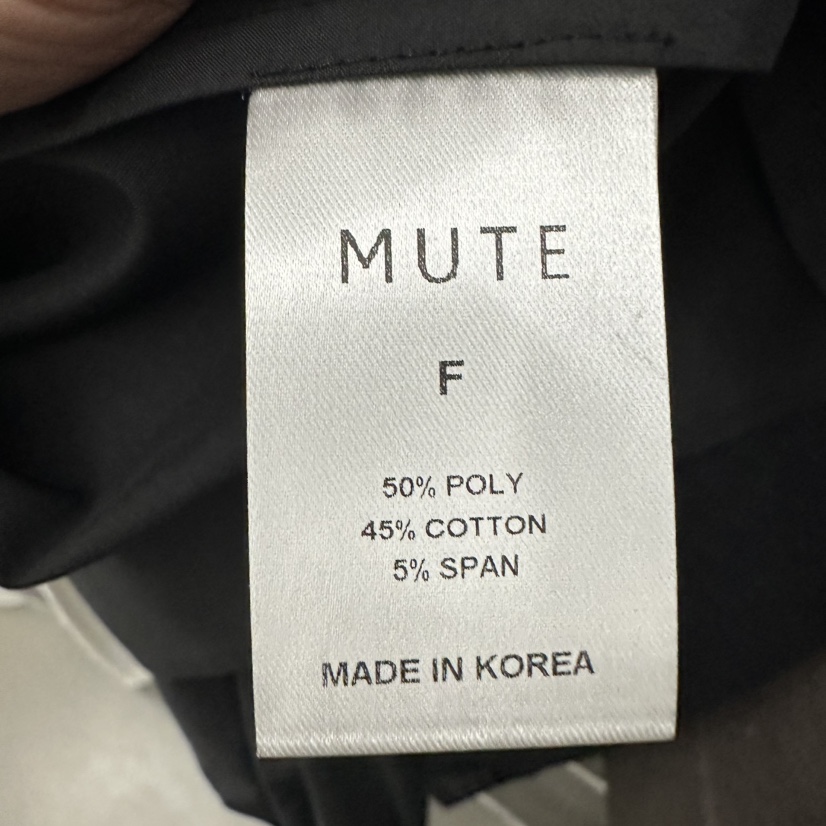 MUTE
F
50% POLY
45% COTTON
5% SPAN
MADE IN KOREA